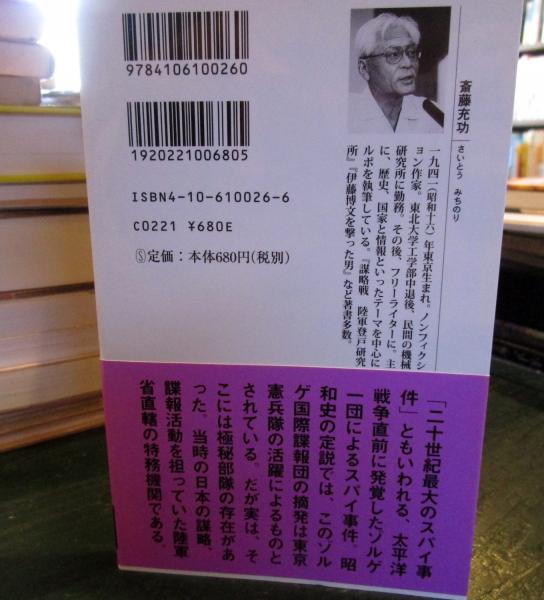 9784106100260
1920221006805
ISBN4-10-610026-6
C0221 ¥680E
Ⓢ定価：本体680円(税別)
斎藤充功 さいとう みちのり
一九四一（昭和十六）年東京生まれ。ノンフィクシ
ョン作家。東北大学工学部中退後、民間の機械
研究所に勤務。その後、フリーライターに。主
に、歴史、国家と情報といったテーマを中心に
ルポを執筆している。『謀略戦　陸軍登戸研究
所』『伊藤博文を撃った男』など著書多数。
「二十世紀最大のスパイ事
件」ともいわれる、太平洋
戦争直前に発覚したゾルゲ
一団によるスパイ事件。昭
和史の定説では、このゾル
ゲ国際諜報団の摘発は東京
憲兵隊の活躍によるものと
されている。だが実は、そ
こには極秘部隊の存在があ
った。当時の日本の謀略、
諜報活動を担っていた陸軍
省直轄の特務機関である。